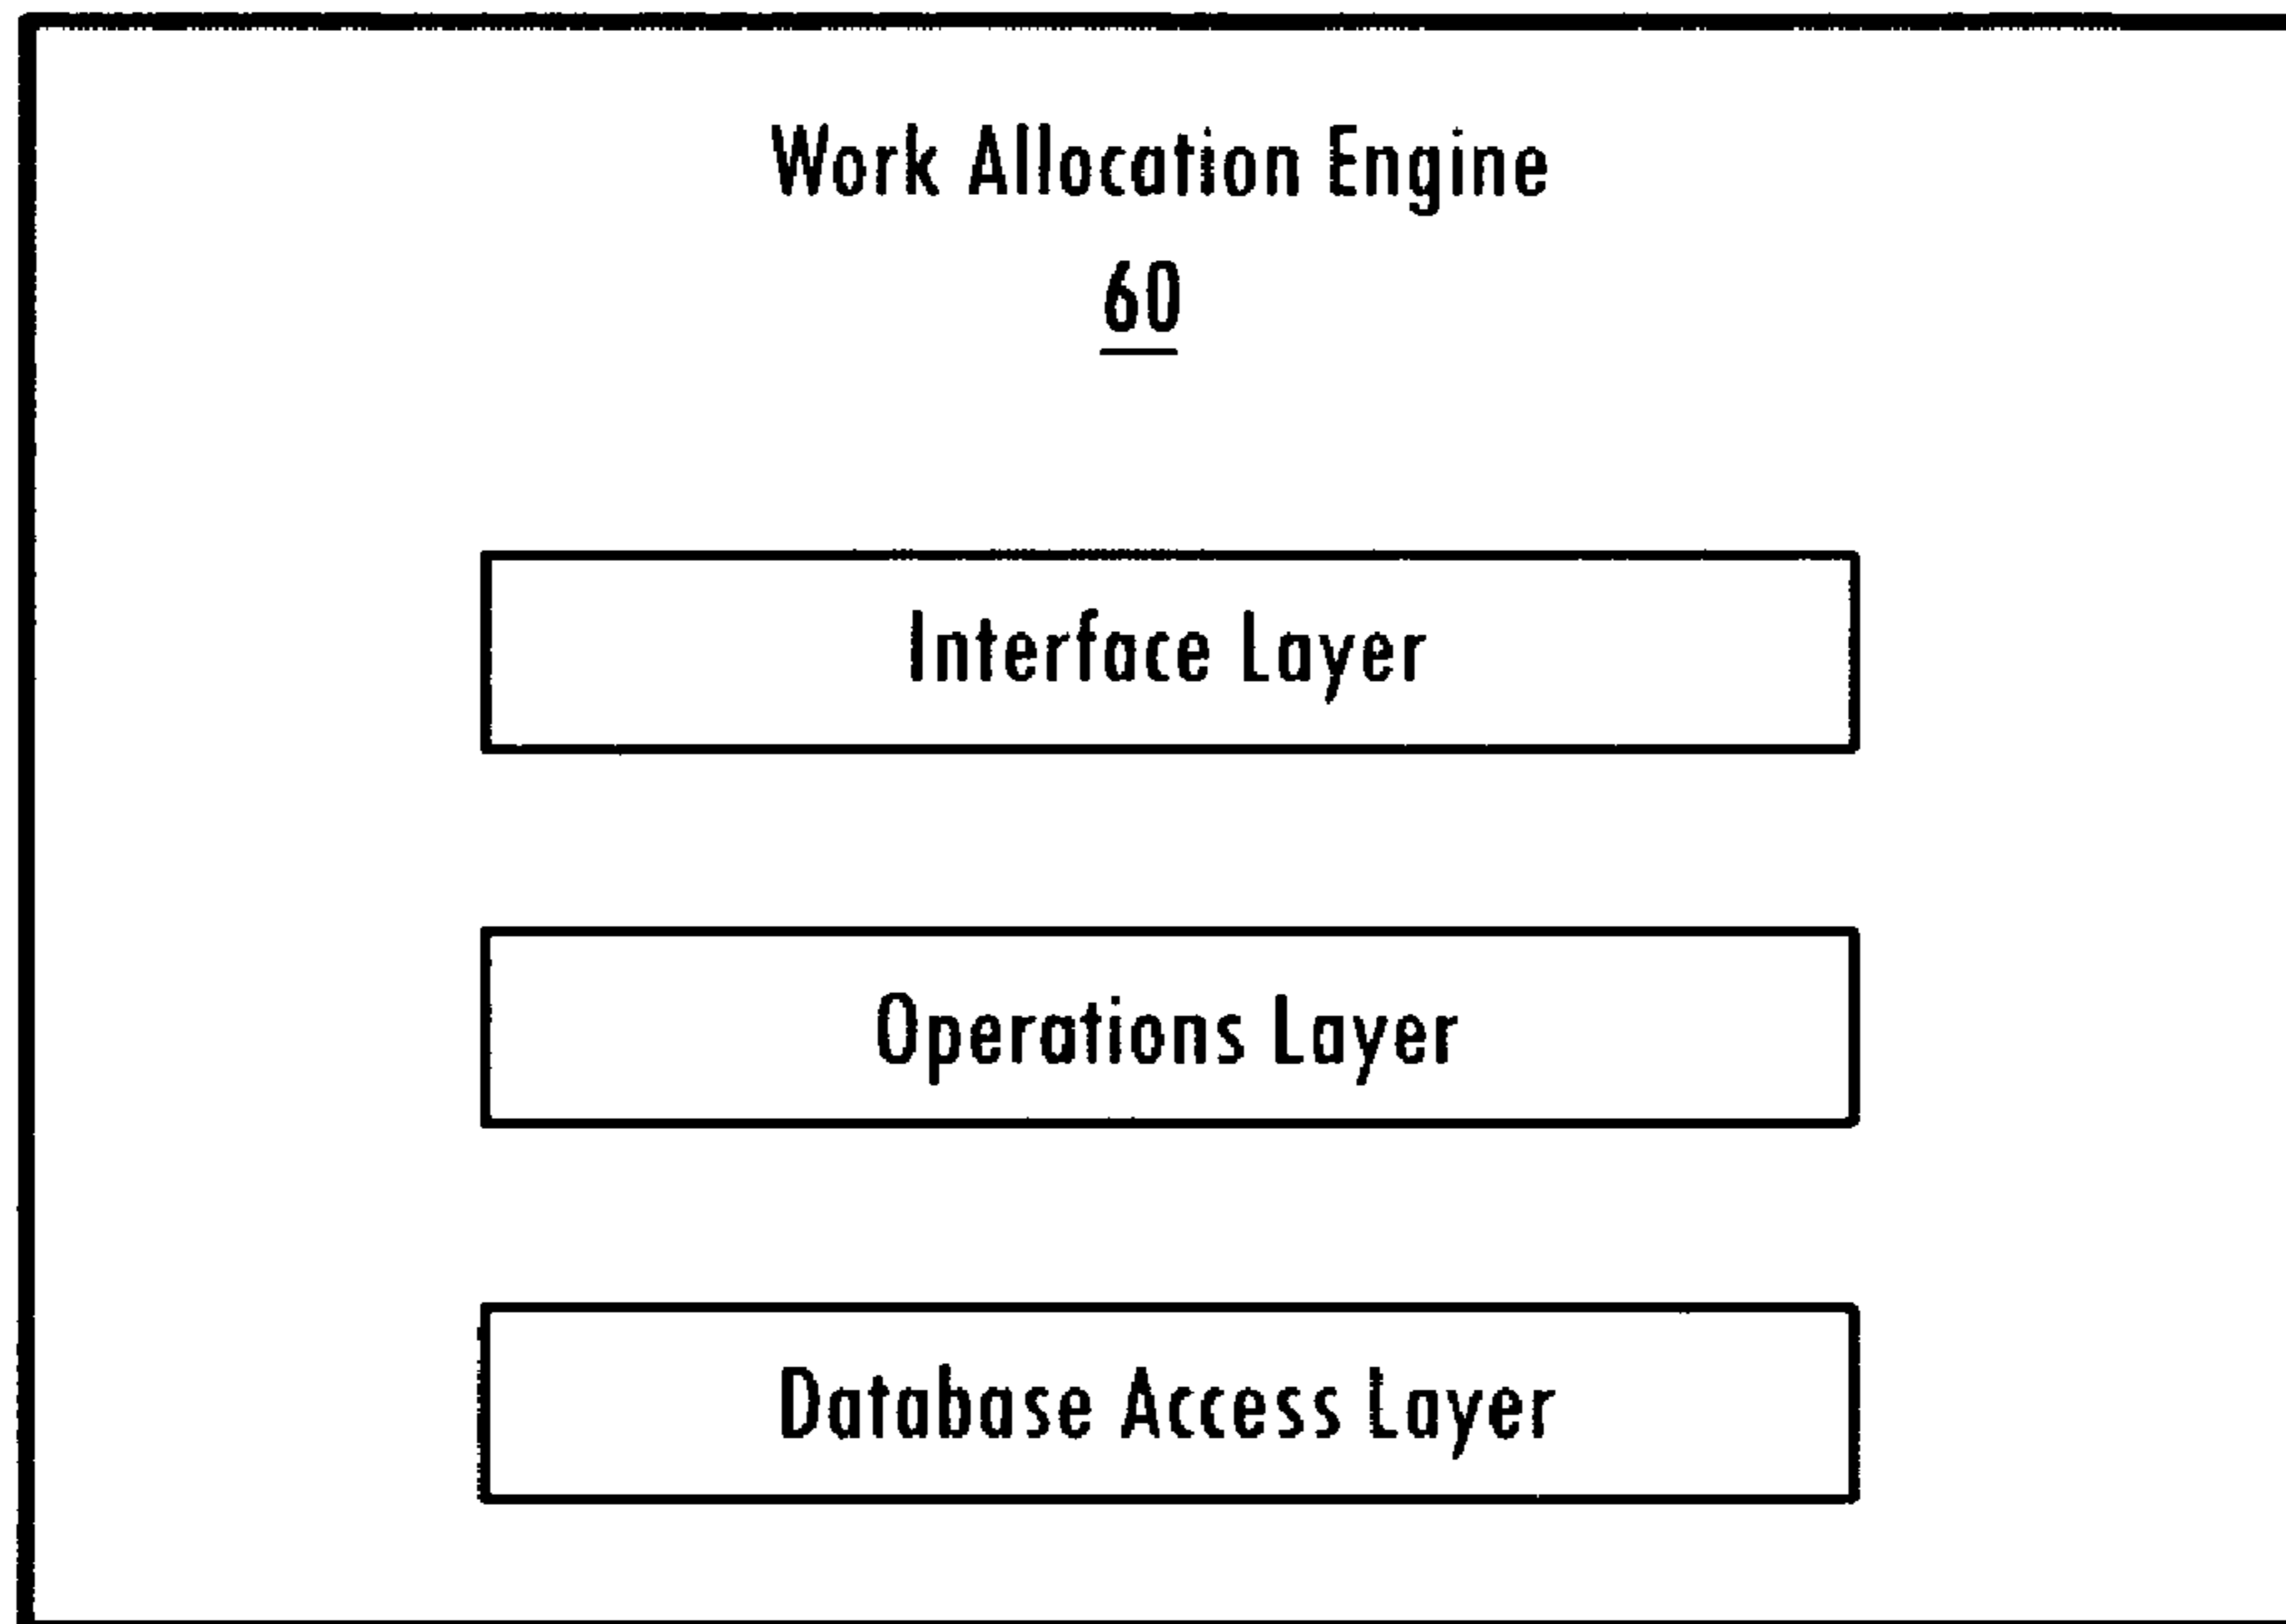 Work Allocation Engine
60
Interface Layer
Operations Layer
Database Access Layer